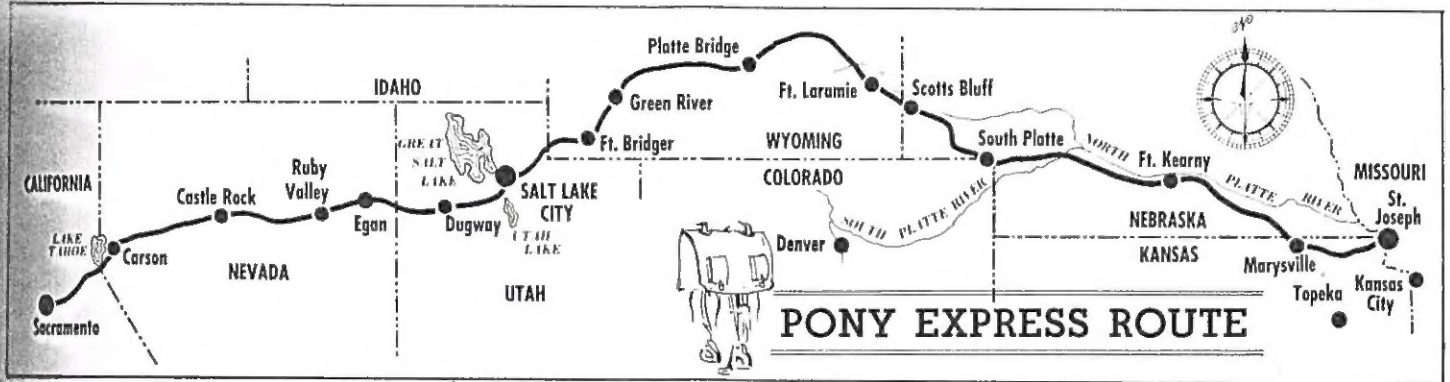 N
IDAHO
Platte Bridge
Green River
Ft. Laramie
Scotts Bluff
GREAT
SALT
LAKE
Ft. Bridger
WYOMING
COLORADO
South Platte
NORTH
PLATTE
RIVER
Ft. Kearny
MISSOURI
St.
Joseph
CALIFORNIA
Castle Rock
Ruby
Valley
Egan
Dugway
SALT LAKE
CITY
UTAH
LAKE
SOUTH PLATTE RIVER
Denver
NEBRASKA
KANSAS
Marysville
Topeka
Kansas
City
LAKE
TAHOE
Carson
NEVADA
UTAH
Sacramento
PONY EXPRESS ROUTE